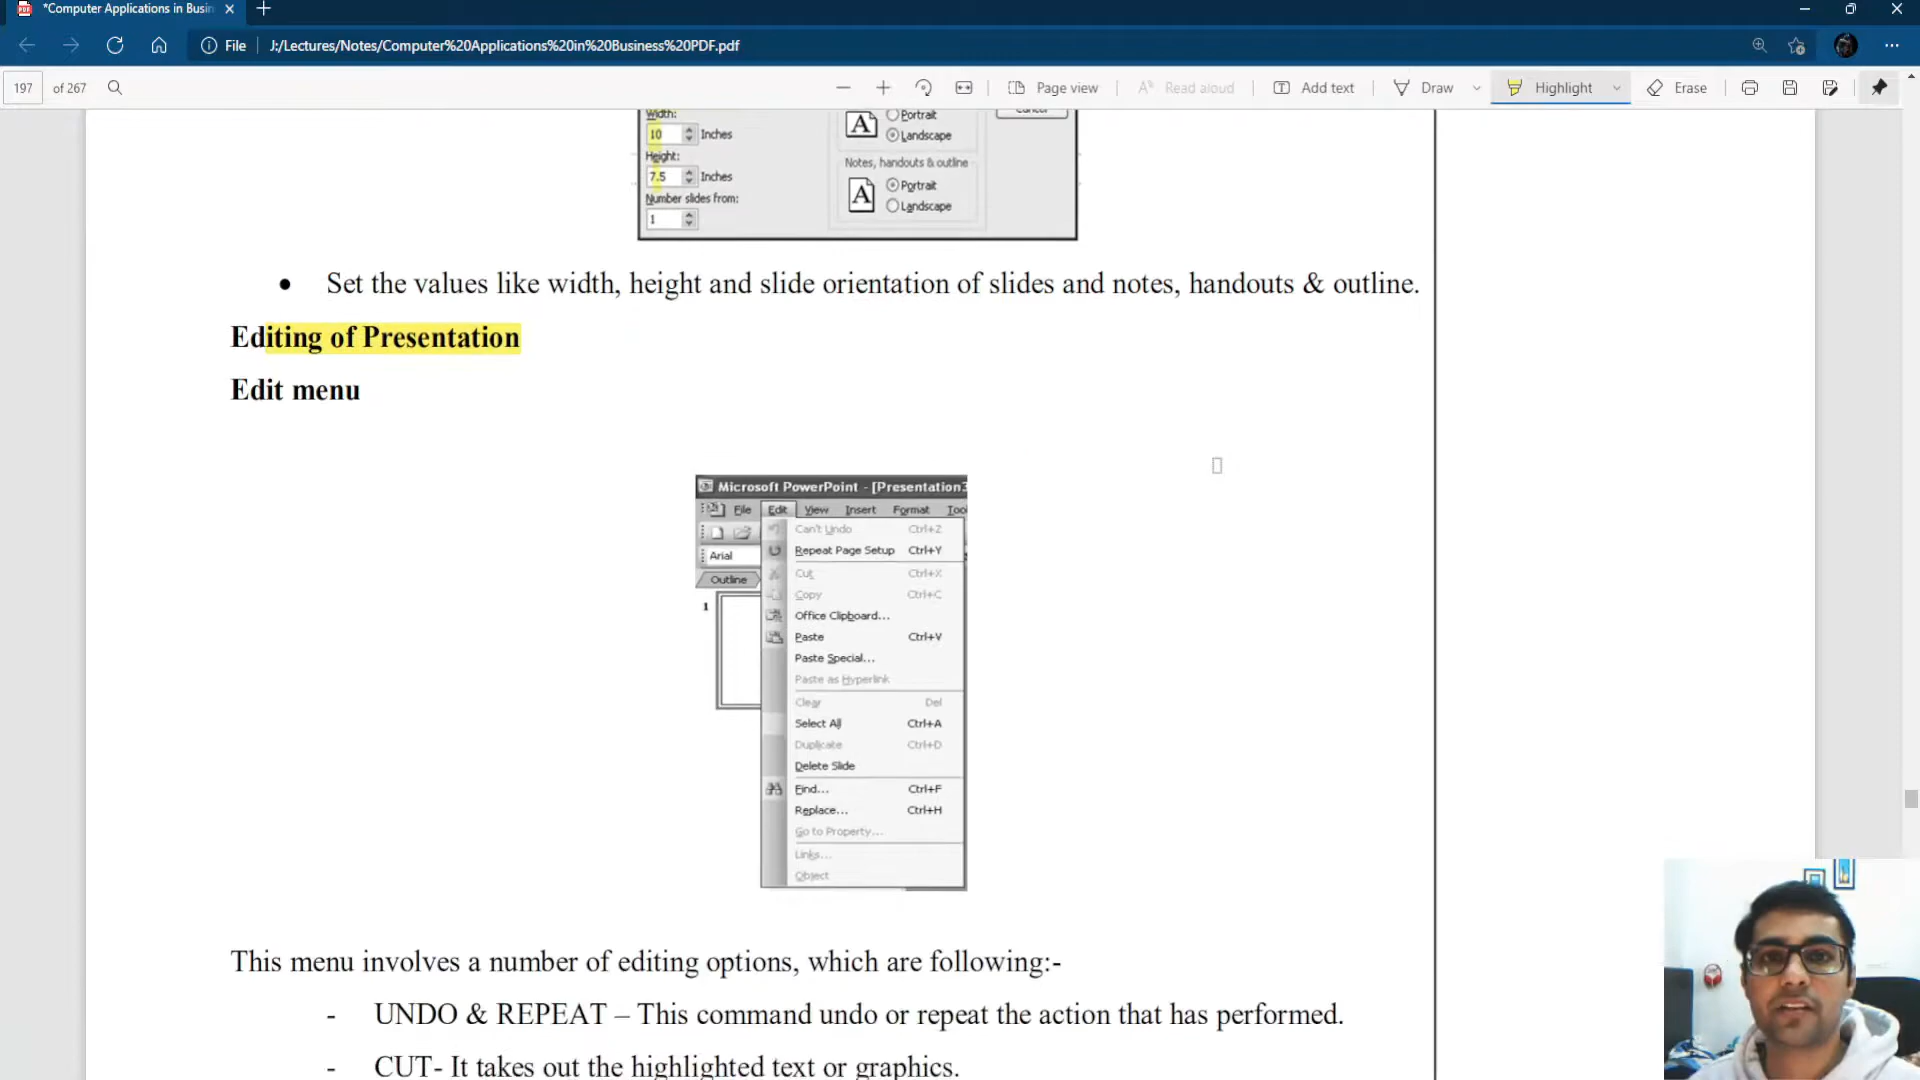 *Computer Applications in Busin
File J:/Lectures/Notes/Computer%20Applications%20in%20Business%20PDF.pdf
197 of 267 Page view Read aloud Add text Draw Highlight Erase
Width: Portrait
10 Inches Landscape
Height: Notes, handouts & outline
7.5 Inches Portrait
Number slides from: Landscape
1
• Set the values like width, height and slide orientation of slides and notes, handouts & outline.
Editing of Presentation
Edit menu
Microsoft PowerPoint - [Presentation3
File Edit View Insert Format Too
Can't Undo Ctrl+Z
Arial
Repeat Page Setup Ctrl+Y
Outline
Cut Ctrl+X
1
Copy Ctrl+C
Office Clipboard...
Paste Ctrl+V
Paste Special...
Paste as Hyperlink
Clear Del
Select All Ctrl+A
Duplicate Ctrl+D
Delete Slide
Find... Ctrl+F
Replace... Ctrl+H
Go to Property...
Links...
Object
This menu involves a number of editing options, which are following:-
- UNDO & REPEAT – This command undo or repeat the action that has performed.
- CUT- It takes out the highlighted text or graphics.